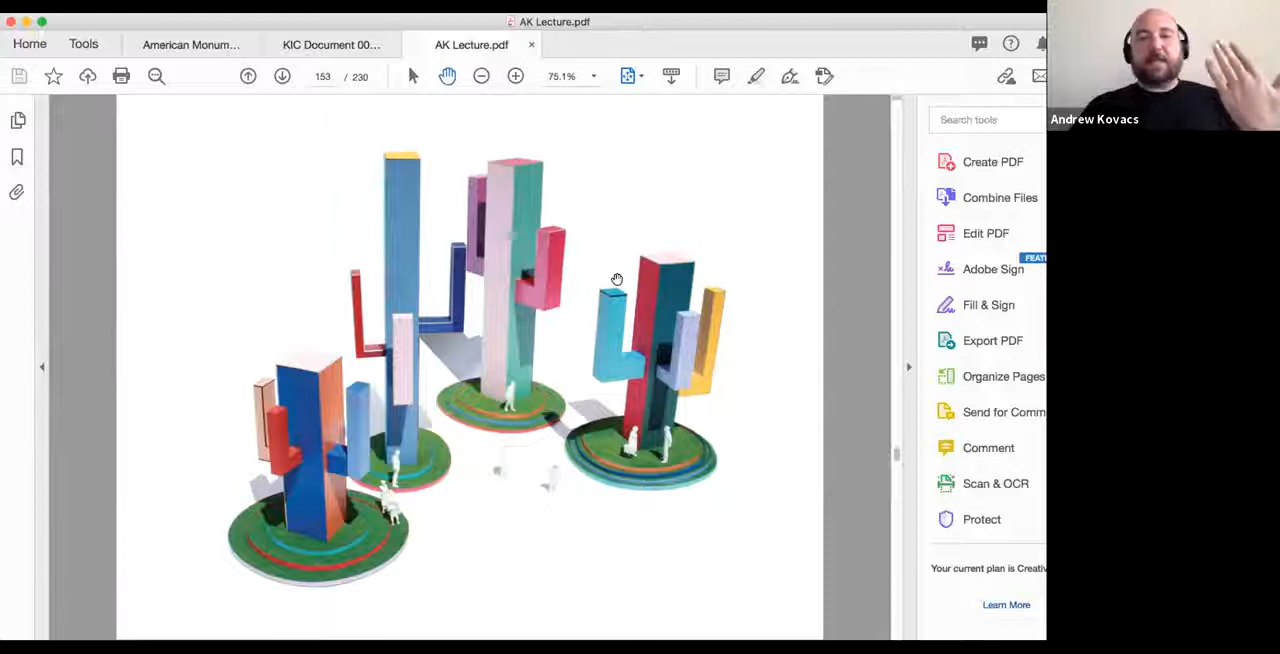 AK Lecture.pdf
Home
Tools
American Monum...
KIC Document 00...
AK Lecture.pdf
×
153 / 230
75.1%
Search tools
Create PDF
Combine Files
Edit PDF
FEAT
Adobe Sign
Fill & Sign
Export PDF
Organize Pages
Send for Comm
Comment
Scan & OCR
Protect
Your current plan is Creativ
Learn More
Andrew Kovacs